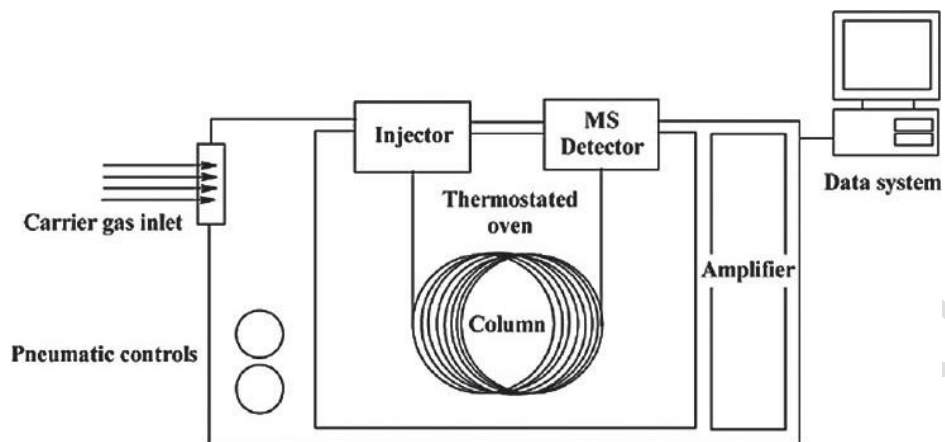 Injector
MS
Detector
Data system
Carrier gas inlet
Thermostated
oven
Amplifier
Column
Pneumatic controls